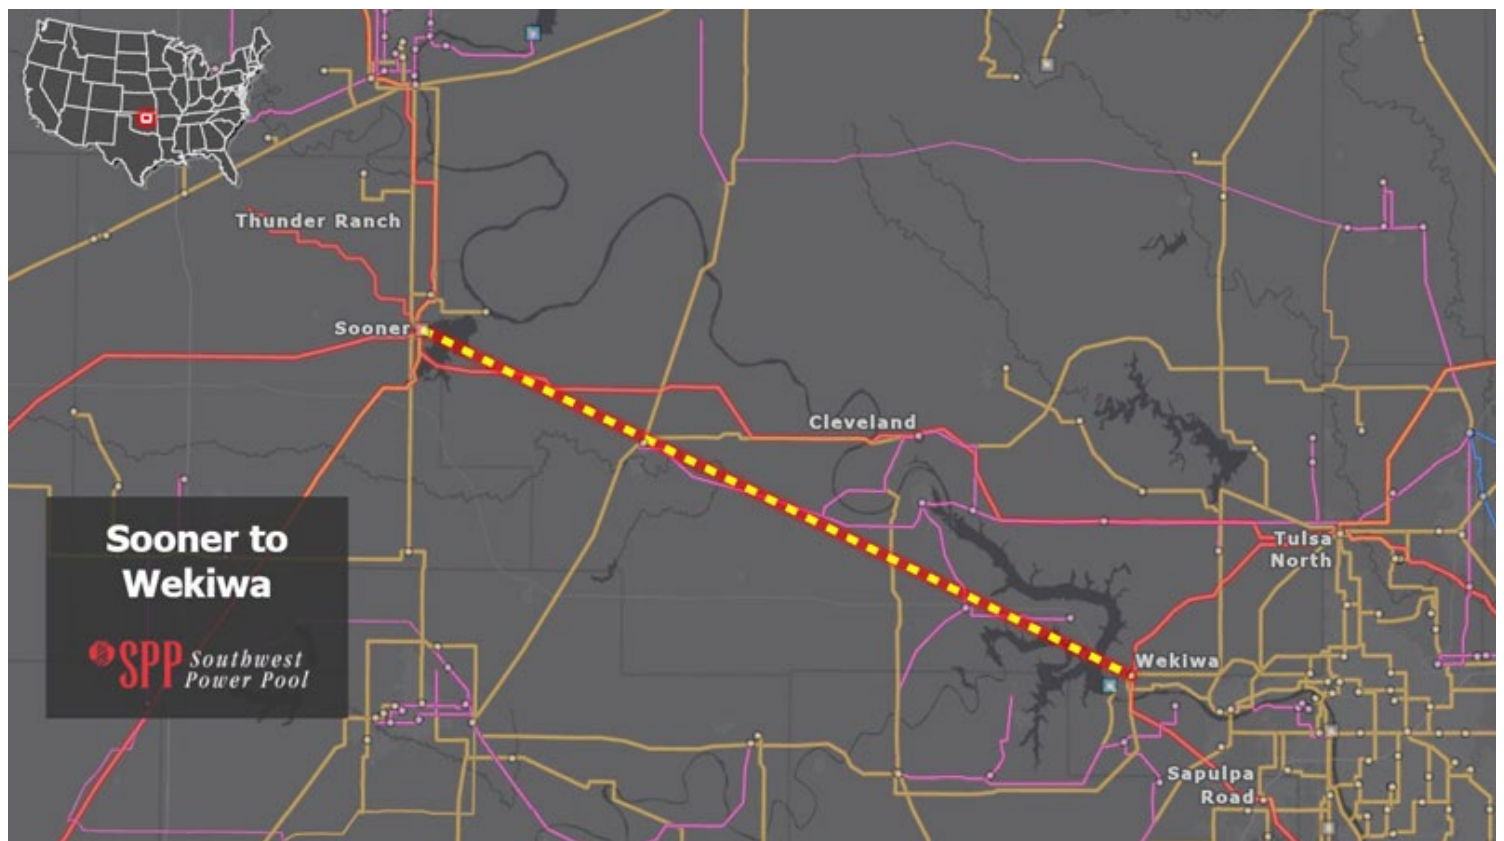 Thunder Ranch
Sooner
Cleveland
Sooner to
Wekiwa
SPP Southwest
Power Pool
Tulsa
North
Wekiwa
Sapulpa
Road